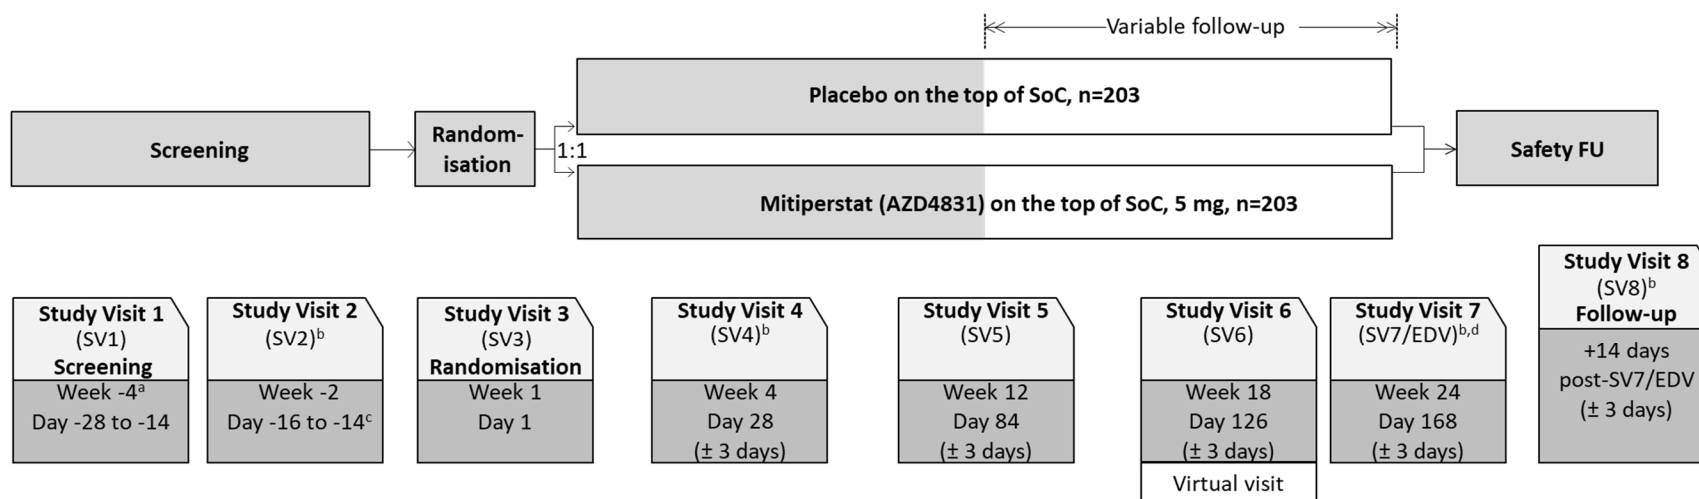 Variable follow-up
Placebo on the top of SoC, n=203
Screening
Random-
isation
1:1
Safety FU
Mitiperstat (AZD4831) on the top of SoC, 5 mg, n=203
Study Visit 1
(SV1)
Screening
Week -4a
Day -28 to -14
Study Visit 2
(SV2)b
Week -2
Day -16 to -14c
Study Visit 3
(SV3)
Randomisation
Week 1
Day 1
Study Visit 4
(SV4)b
Week 4
Day 28
(± 3 days)
Study Visit 5
(SV5)
Week 12
Day 84
(± 3 days)
Study Visit 6
(SV6)
Week 18
Day 126
(± 3 days)
Virtual visit
Study Visit 7
(SV7/EDV)b,d
Week 24
Day 168
(± 3 days)
Study Visit 8
(SV8)b
Follow-up
+14 days
post-SV7/EDV
(± 3 days)